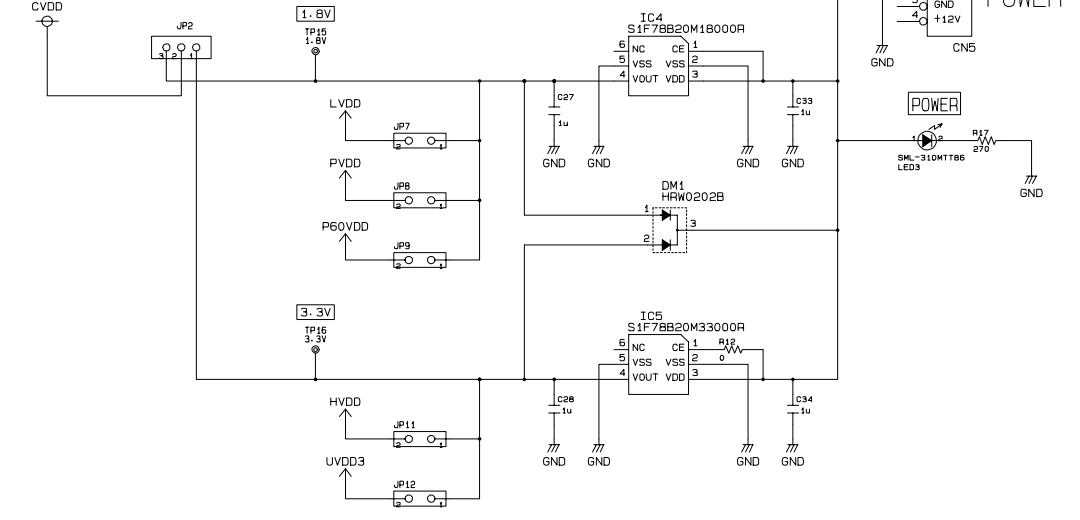 CVDD
JP2
3 2 1
1.8V
TP15
1.8V
IC4
S1F78B20M18000R
6 NC CE 1
5 VSS VSS 2
4 VOUT VDD 3
GND
4 +12V
CN5
GND
LVDD
JP7
2 1
C27
1u
C33
1u
GND GND GND GND
POWER
1 2
R17
270
SML-310MTT86
LED3
GND
PVDD
JP8
2 1
DM1
HRW0202B
1
2
3
P60VDD
JP9
2 1
3.3V
TP16
3.3V
IC5
S1F78B20M33000R
6 NC CE 1
5 VSS VSS 2
4 VOUT VDD 3
R12
0
HVDD
JP11
2 1
C28
1u
C34
1u
GND GND GND GND
UVDD3
JP12
2 1